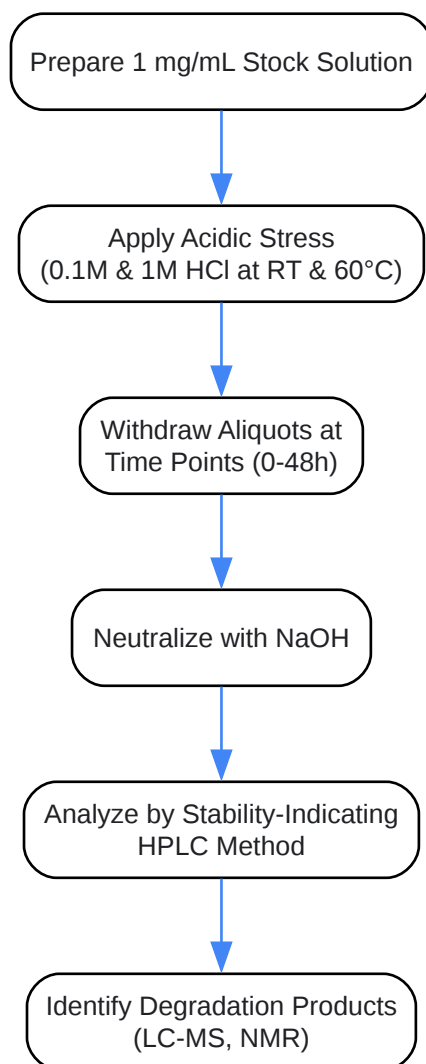 Prepare 1 mg/mL Stock Solution
Apply Acidic Stress
(0.1M & 1M HCl at RT & 60°C)
Withdraw Aliquots at
Time Points (0-48h)
Neutralize with NaOH
Analyze by Stability-Indicating
HPLC Method
Identify Degradation Products
(LC-MS, NMR)